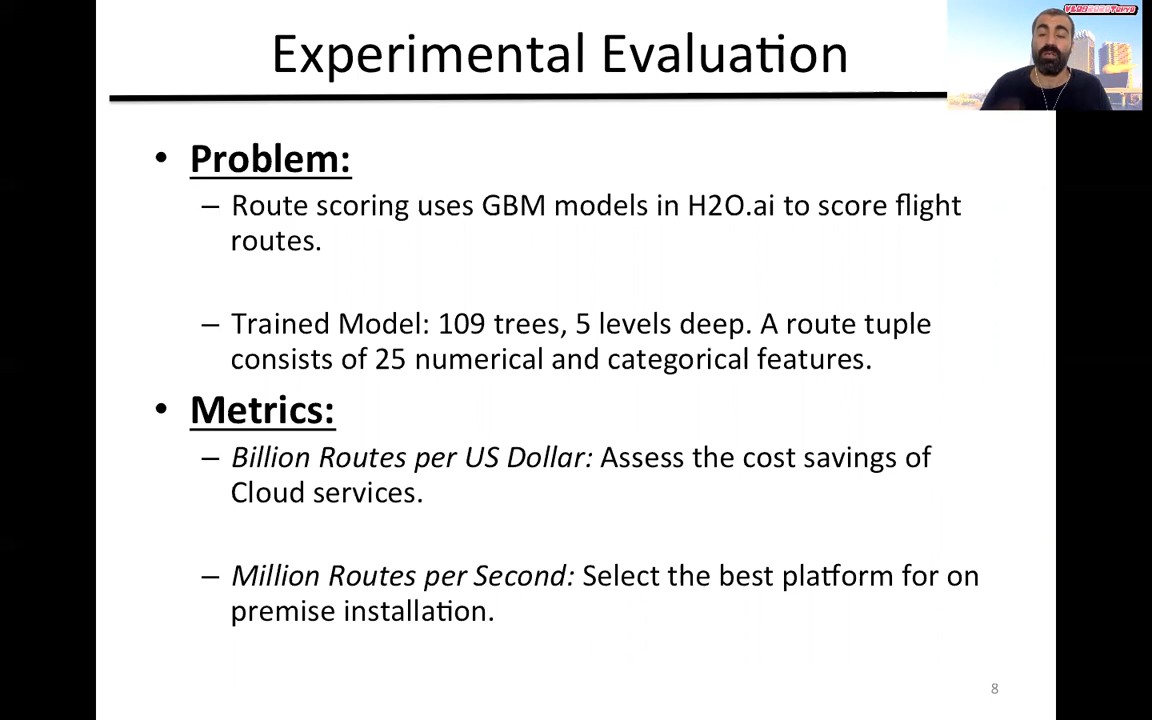 Experimental Evaluation
VLDB2020Tokyo
• Problem:
– Route scoring uses GBM models in H2O.ai to score flight
routes.
– Trained Model: 109 trees, 5 levels deep. A route tuple
consists of 25 numerical and categorical features.
• Metrics:
– Billion Routes per US Dollar: Assess the cost savings of
Cloud services.
– Million Routes per Second: Select the best platform for on
premise installation.
8